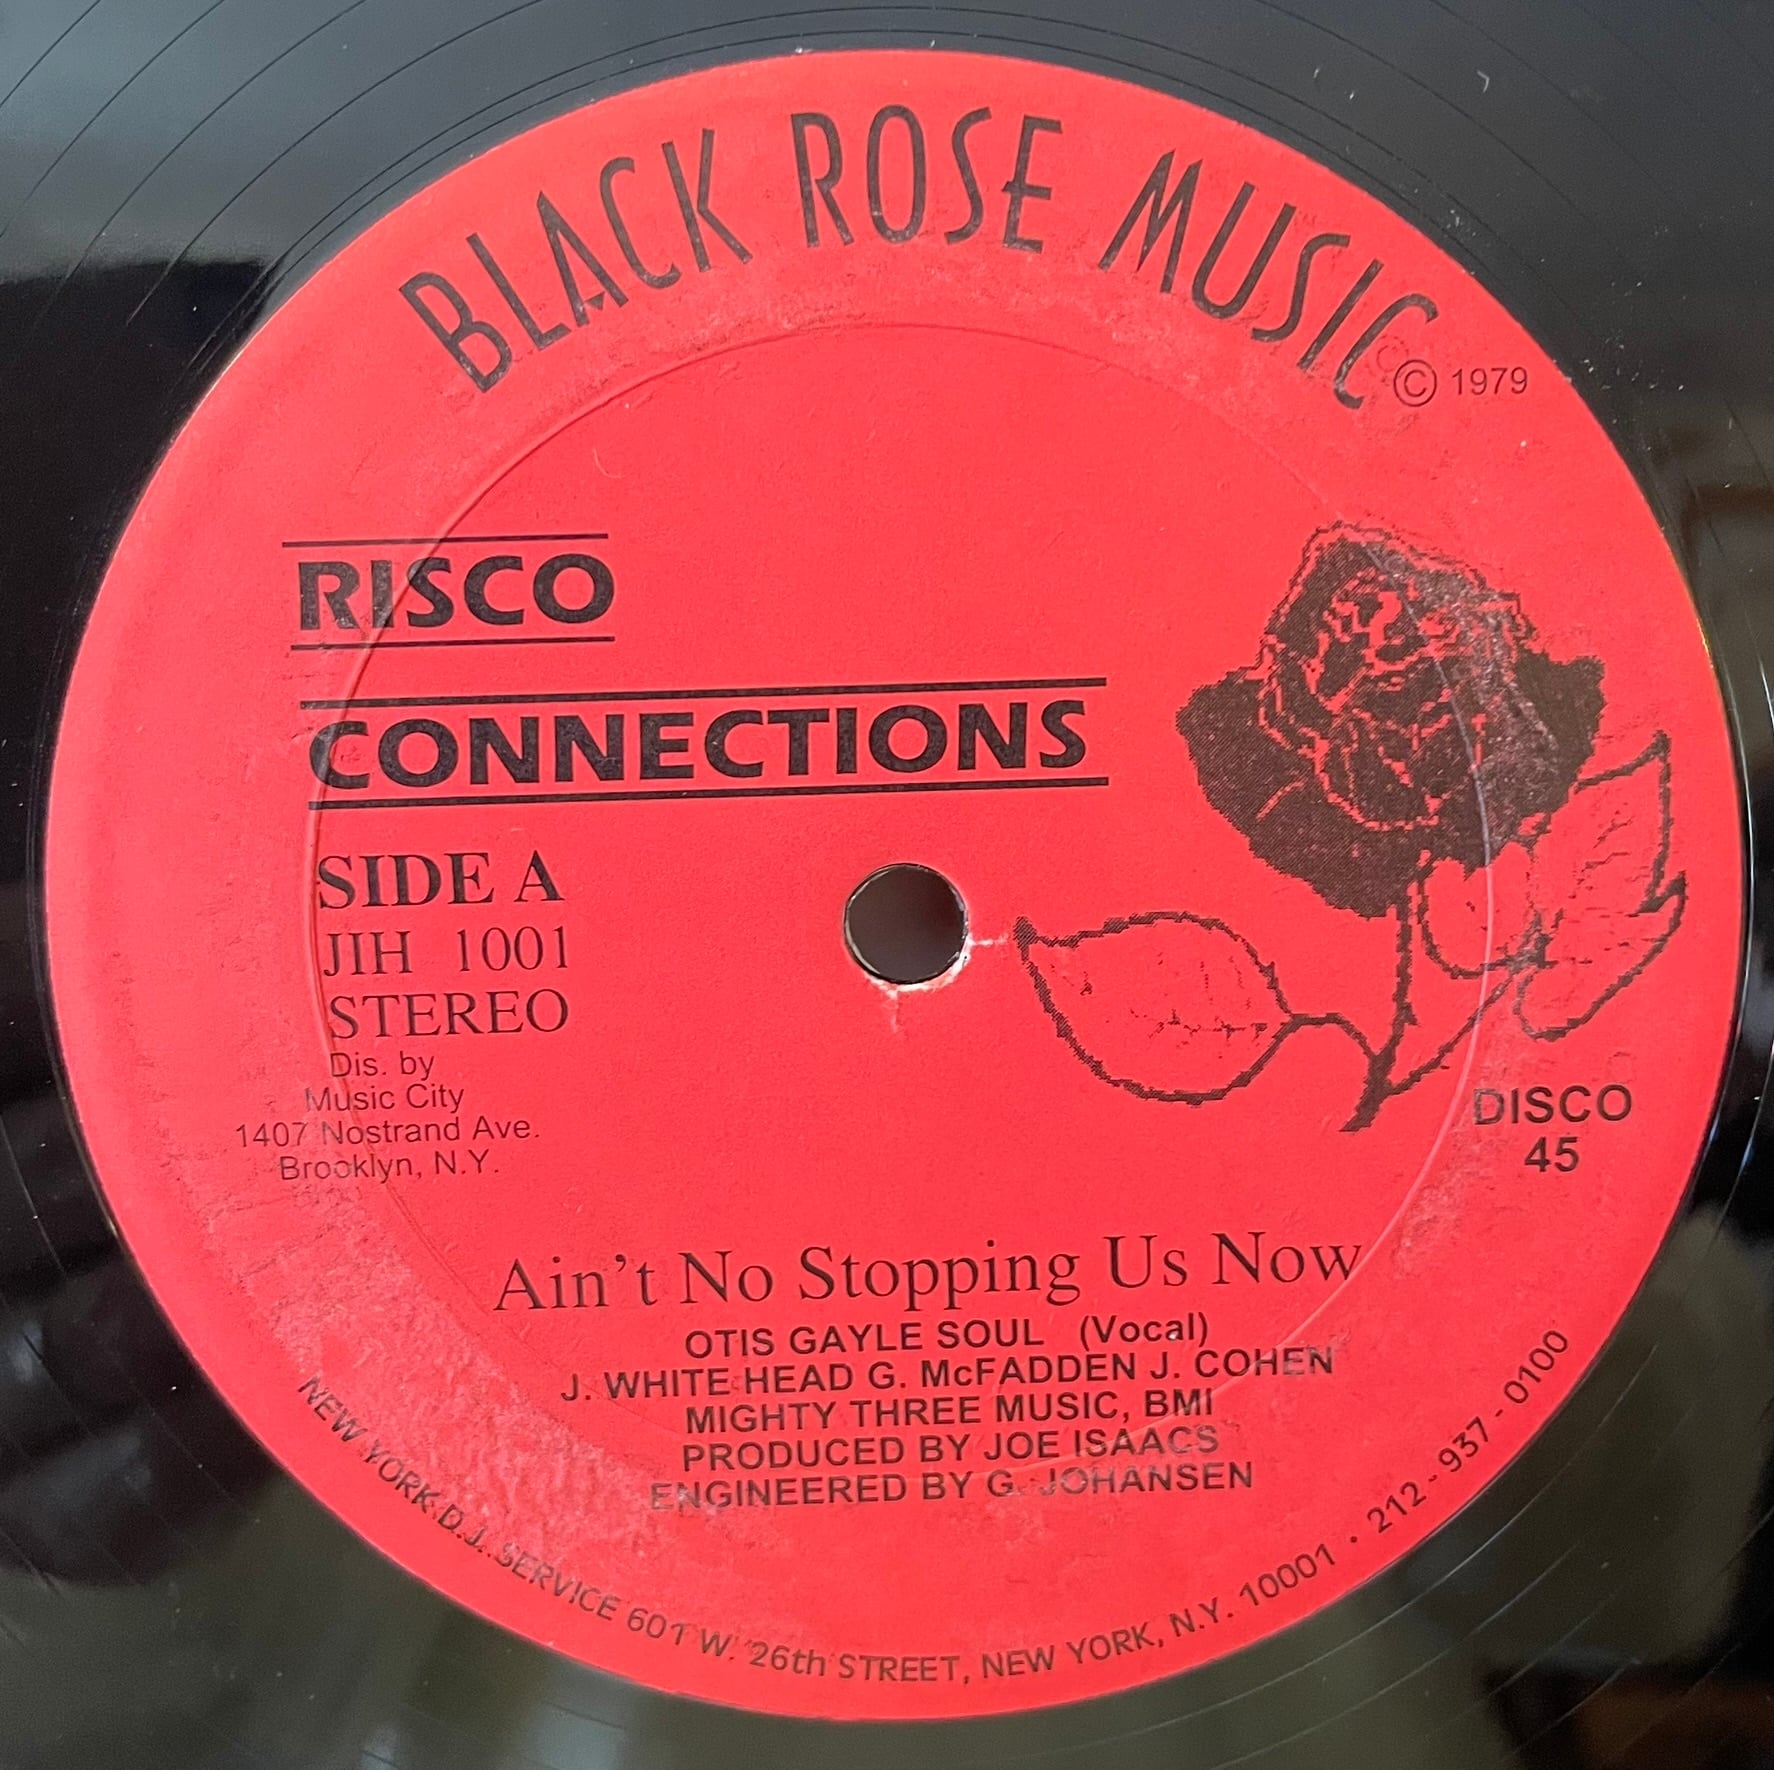 BLACK ROSE MUSIC
© 1979
RISCO
CONNECTIONS
SIDE A
JIH 1001
STEREO
Dis. by
Music City
1407 Nostrand Ave.
Brooklyn, N.Y.
DISCO
45
Ain't No Stopping Us Now
OTIS GAYLE SOUL (Vocal)
J. WHITE HEAD G. McFADDEN J. COHEN
MIGHTY THREE MUSIC, BMI
PRODUCED BY JOE ISAACS
ENGINEERED BY G. JOHANSEN
NEW YORK D.J. SERVICE 601 W. 26th STREET, NEW YORK, N.Y. 10001 • 212 - 937 - 0100